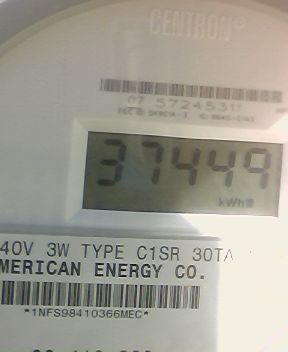 CENTRON®
07 57245311
37449
kWh
40V 3W TYPE C1SR 30TA
MERICAN ENERGY CO.
*1NFS98410366MEC*